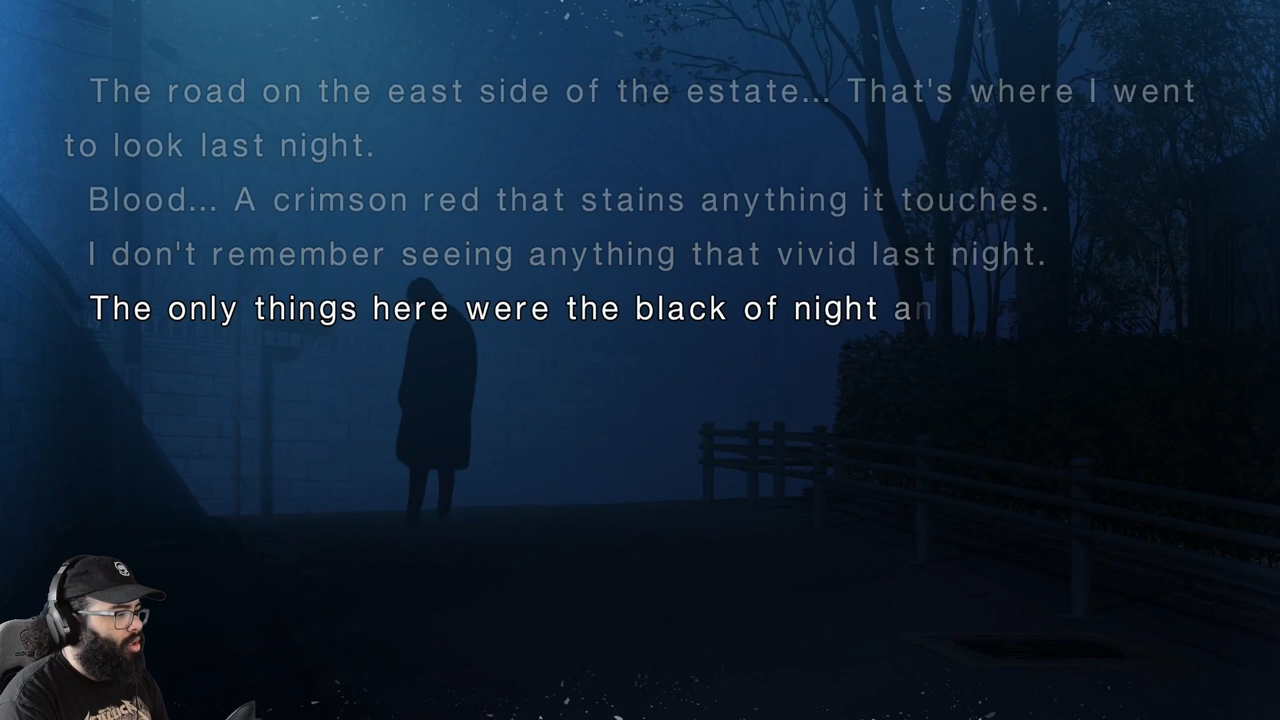 The road on the east side of the estate... That's where I went
to look last night.
Blood... A crimson red that stains anything it touches.
I don't remember seeing anything that vivid last night.
The only things here were the black of night an